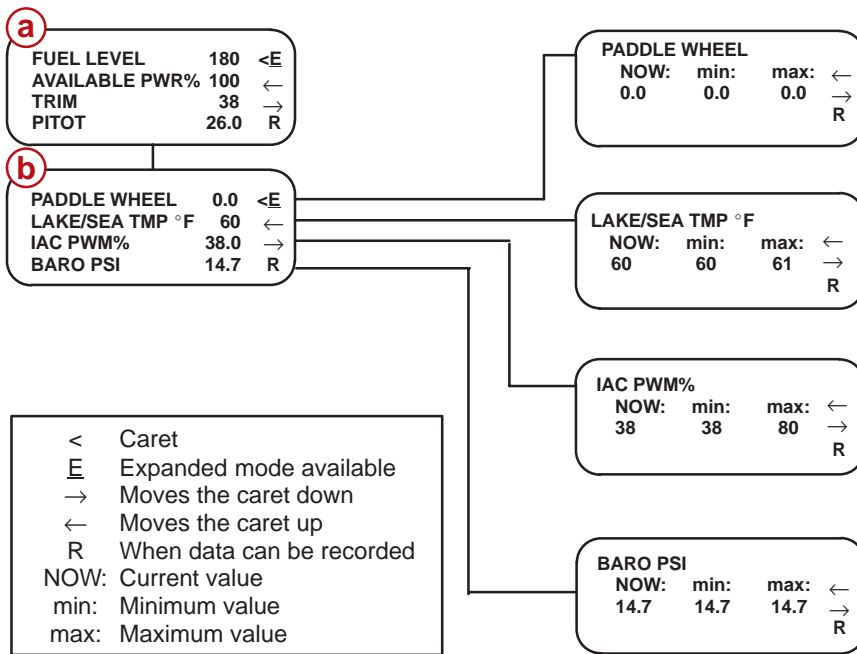 a
FUEL LEVEL 180 <E
AVAILABLE PWR% 100 ←
TRIM 38 →
PITOT 26.0 R
b
PADDLE WHEEL 0.0 <E
LAKE/SEA TMP °F 60 ←
IAC PWM% 38.0 →
BARO PSI 14.7 R
PADDLE WHEEL
NOW: min: max: ←
0.0 0.0 0.0 →
R
LAKE/SEA TMP °F
NOW: min: max: ←
60 60 61 →
R
IAC PWM%
NOW: min: max: ←
38 38 80 →
R
BARO PSI
NOW: min: max: ←
14.7 14.7 14.7 →
R
< Caret
E Expanded mode available
→ Moves the caret down
← Moves the caret up
R When data can be recorded
NOW: Current value
min: Minimum value
max: Maximum value